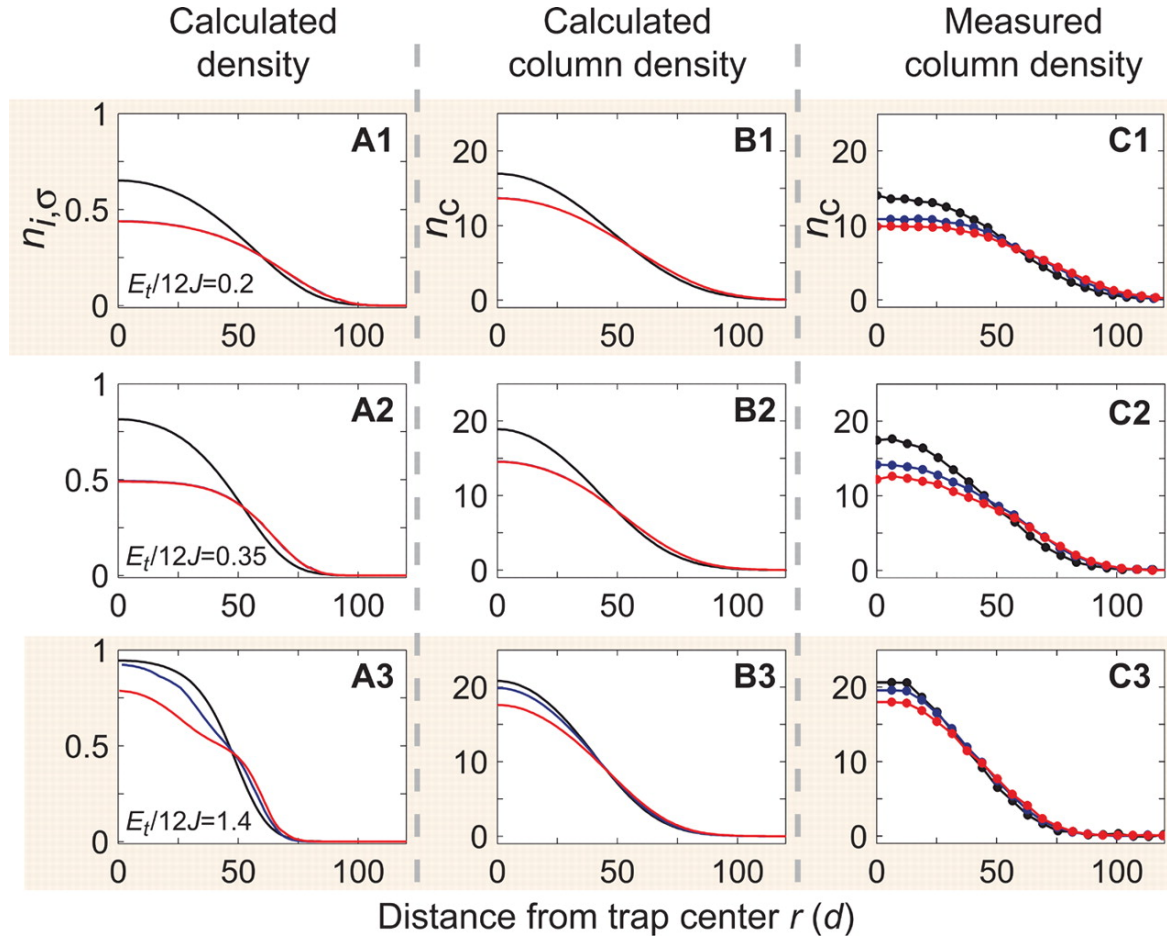 Calculated density
Calculated column density
Measured column density
1
A1
n_{i,σ}
0.5
E_t/12J=0.2
0
0 50 100
B1
20
n_c
10
0
0 50 100
C1
20
n_c
10
0
0 50 100
1
A2
0.5
E_t/12J=0.35
0
0 50 100
B2
20
10
0
0 50 100
C2
20
10
0
0 50 100
1
A3
0.5
E_t/12J=1.4
0
0 50 100
B3
20
10
0
0 50 100
C3
20
10
0
0 50 100
Distance from trap center r (d)